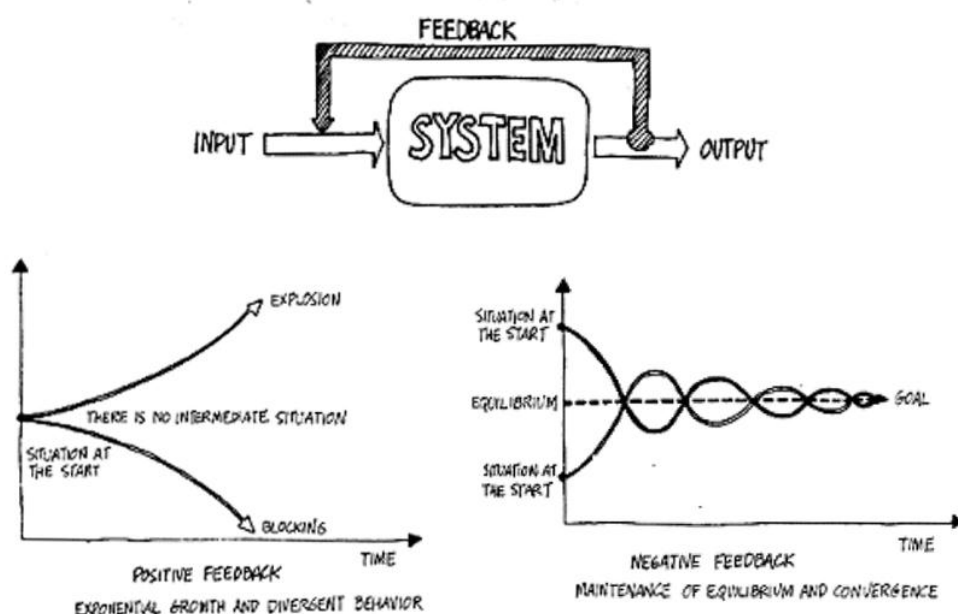 FEEDBACK
INPUT
SYSTEM
OUTPUT
EXPLOSION
THERE IS NO INTERMEDIATE SITUATION
SITUATION AT
THE START
BLOCKING
TIME
POSITIVE FEEDBACK
EXPONENTIAL GROWTH AND DIVERGENT BEHAVIOR
SITUATION AT
THE START
EQUILIBRIUM
GOAL
SITUATION AT
THE START
TIME
NEGATIVE FEEDBACK
MAINTENANCE OF EQUILIBRIUM AND CONVERGENCE